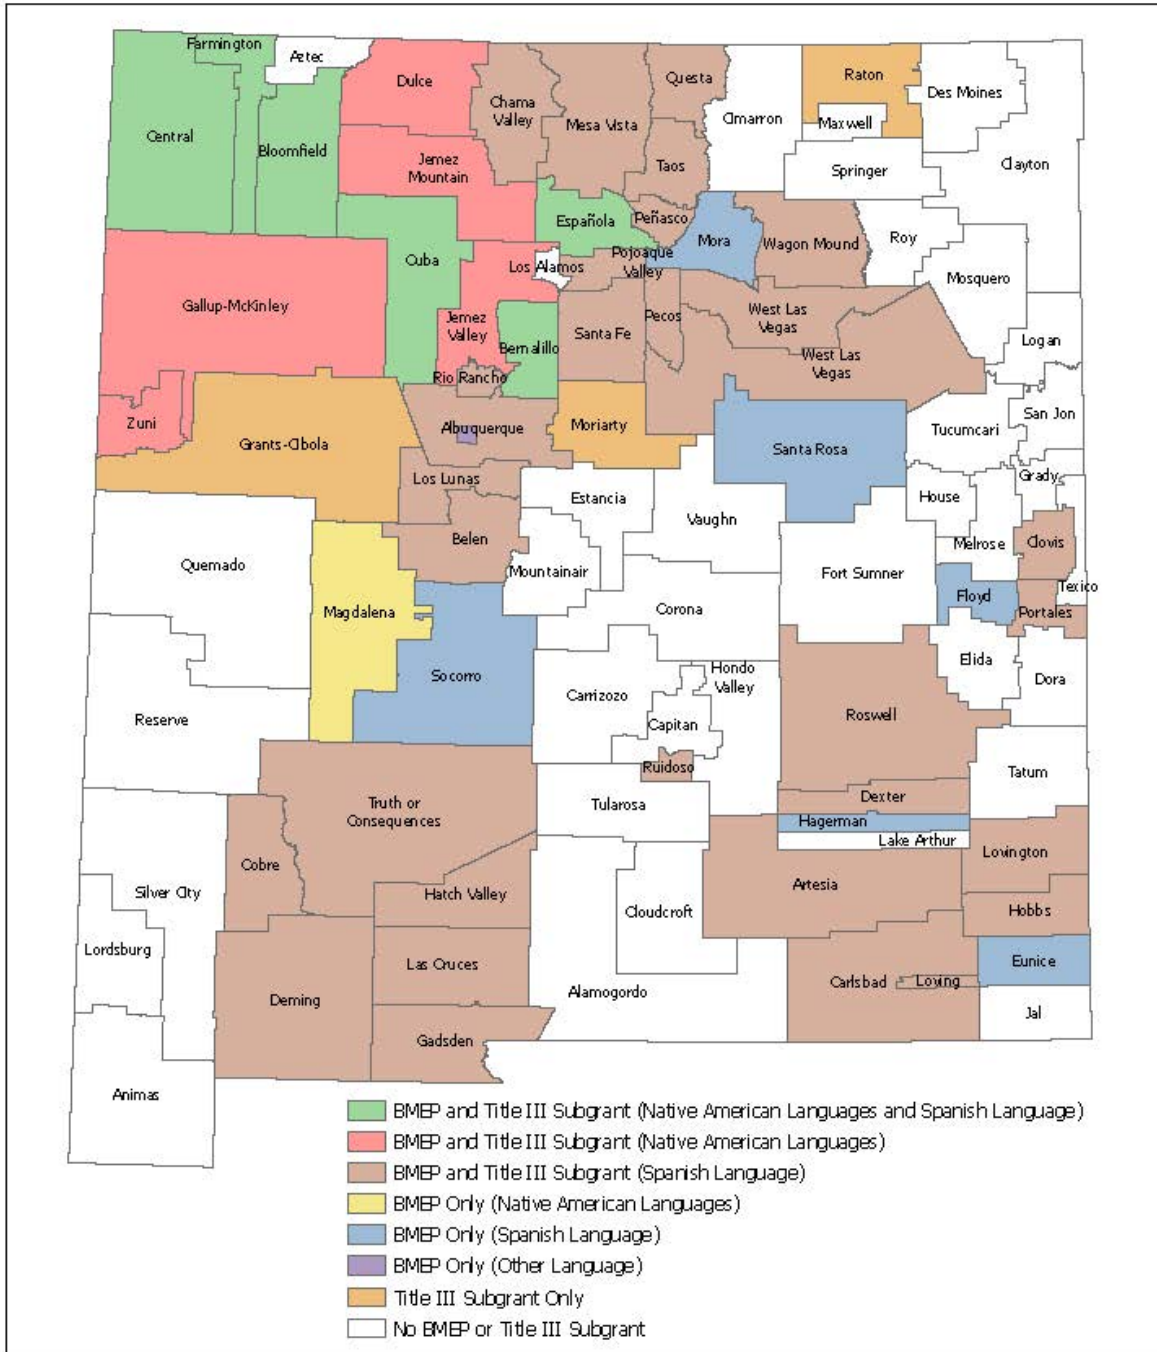 Farmington
Aztec
Dulce
Chama
Valley
Mesa Vista
Questa
Cimarron
Raton
Maxwell
Des Moines
Clayton
Central
Bloomfield
Jemez
Mountain
Taos
Springer
Española
Peñasco
Mora
Wagon Mound
Roy
Cuba
Los Alamos
Pojoaque
Valley
Mosquero
Gallup-McKinley
Jemez
Valley
Bernalillo
Santa Fe
Pecos
West Las
Vegas
West Las
Vegas
Logan
Rio Rancho
Zuni
Grants-Cibola
Albuquerque
Moriarty
Santa Rosa
Tucumcari
San Jon
Los Lunas
Estancia
Vaughn
House
Grady
Quemado
Belen
Mountainair
Fort Sumner
Melrose
Clovis
Magdalena
Corona
Floyd
Texico
Portales
Socorro
Carrizozo
Hondo
Valley
Elida
Dora
Reserve
Capitan
Roswell
Ruidoso
Tatum
Truth or
Consequences
Tularosa
Dexter
Hagerman
Lake Arthur
Cobre
Lovington
Silver City
Hatch Valley
Artesia
Cloudcroft
Hobbs
Lordsburg
Las Cruces
Eunice
Deming
Alamogordo
Carlsbad
Loving
Jal
Gadsden
Animas
BMEP and Title III Subgrant (Native American Languages and Spanish Language)
BMEP and Title III Subgrant (Native American Languages)
BMEP and Title III Subgrant (Spanish Language)
BMEP Only (Native American Languages)
BMEP Only (Spanish Language)
BMEP Only (Other Language)
Title III Subgrant Only
No BMEP or Title III Subgrant